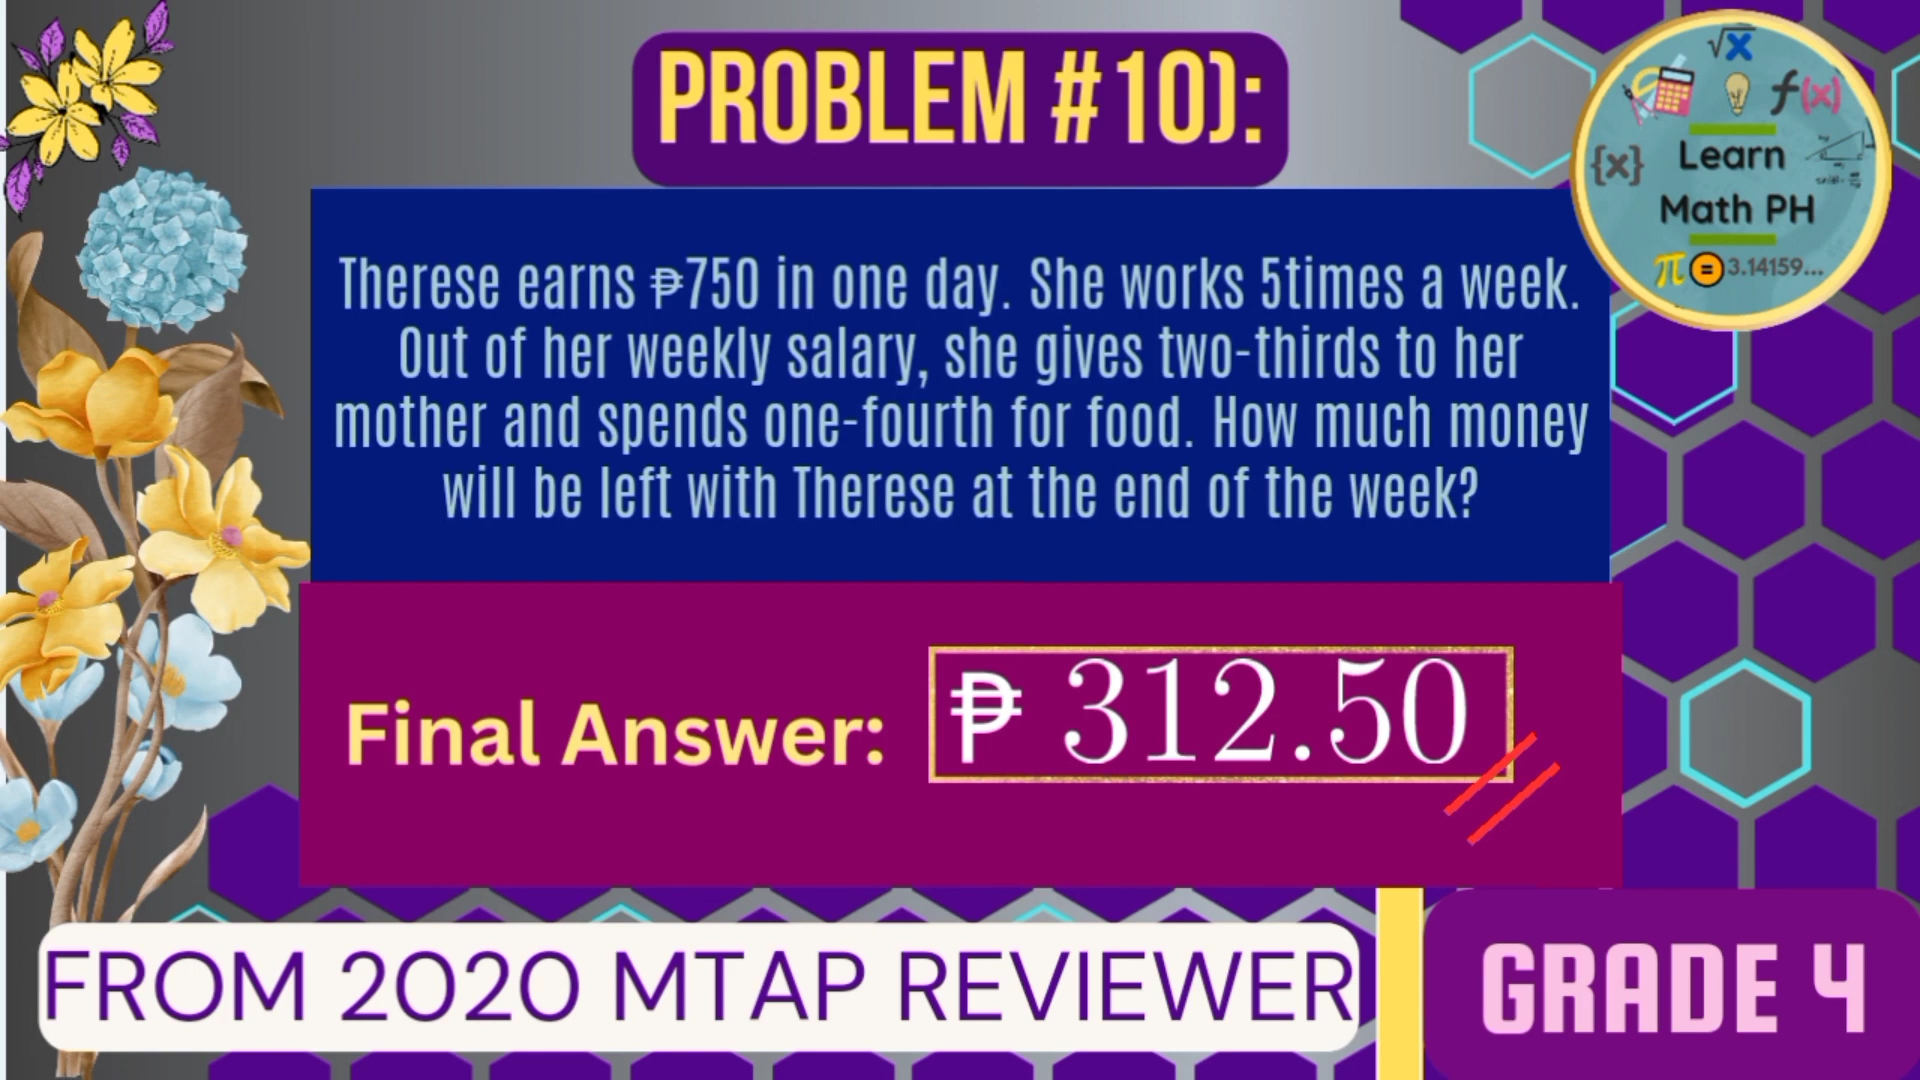 PROBLEM #10):
√x
f(x)
{x}
Learn
Math PH
π = 3.14159...
Therese earns ₱750 in one day. She works 5times a week.
Out of her weekly salary, she gives two-thirds to her
mother and spends one-fourth for food. How much money
will be left with Therese at the end of the week?
Final Answer: ₱ 312.50
FROM 2020 MTAP REVIEWER
GRADE 4